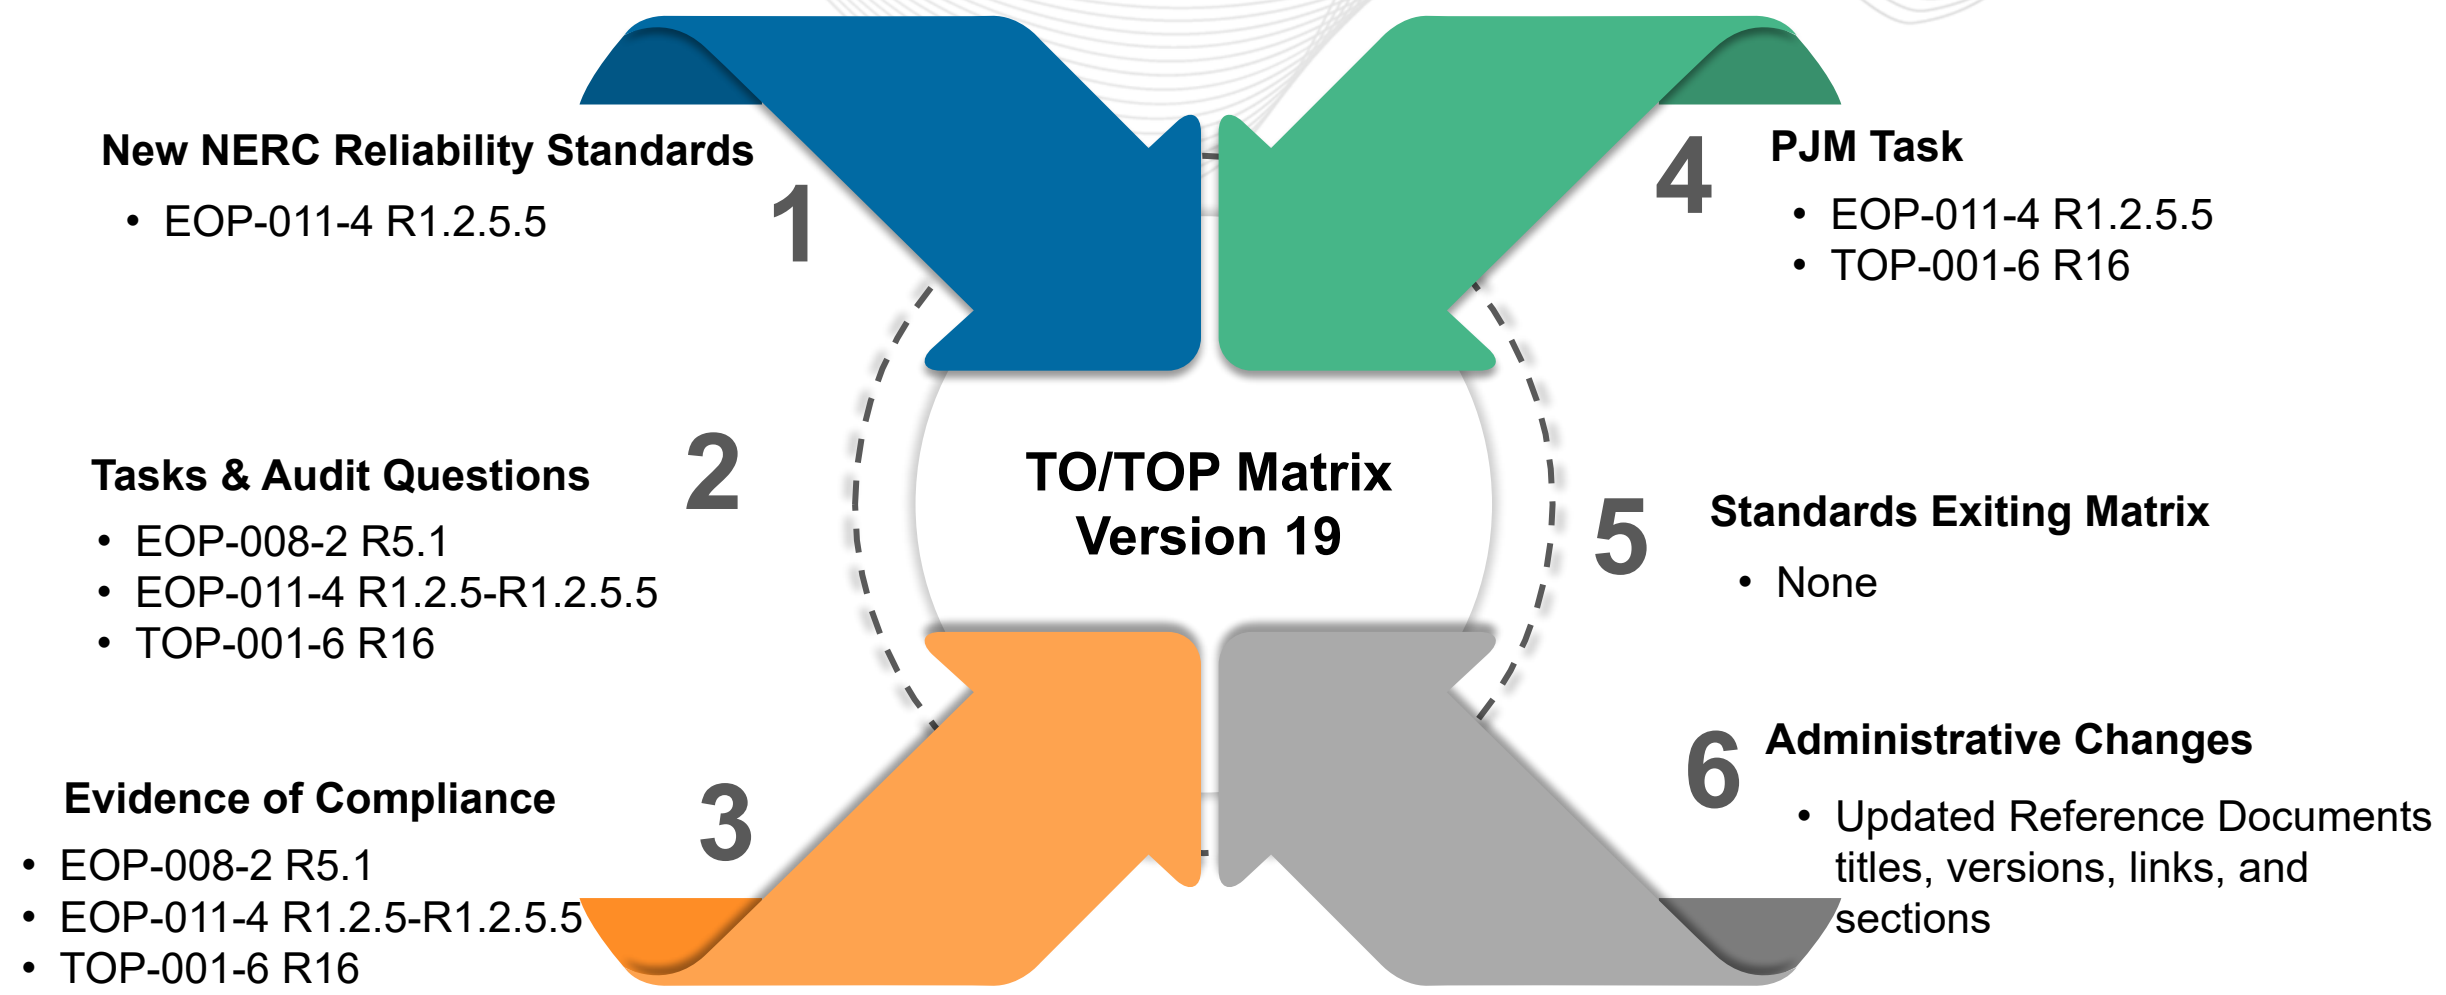 New NERC Reliability Standards
1
• EOP-011-4 R1.2.5.5
2
Tasks & Audit Questions
• EOP-008-2 R5.1
• EOP-011-4 R1.2.5-R1.2.5.5
• TOP-001-6 R16
3
Evidence of Compliance
• EOP-008-2 R5.1
• EOP-011-4 R1.2.5-R1.2.5.5
• TOP-001-6 R16
TO/TOP Matrix
Version 19
4
PJM Task
• EOP-011-4 R1.2.5.5
• TOP-001-6 R16
5
Standards Exiting Matrix
• None
6
Administrative Changes
• Updated Reference Documents
titles, versions, links, and
sections